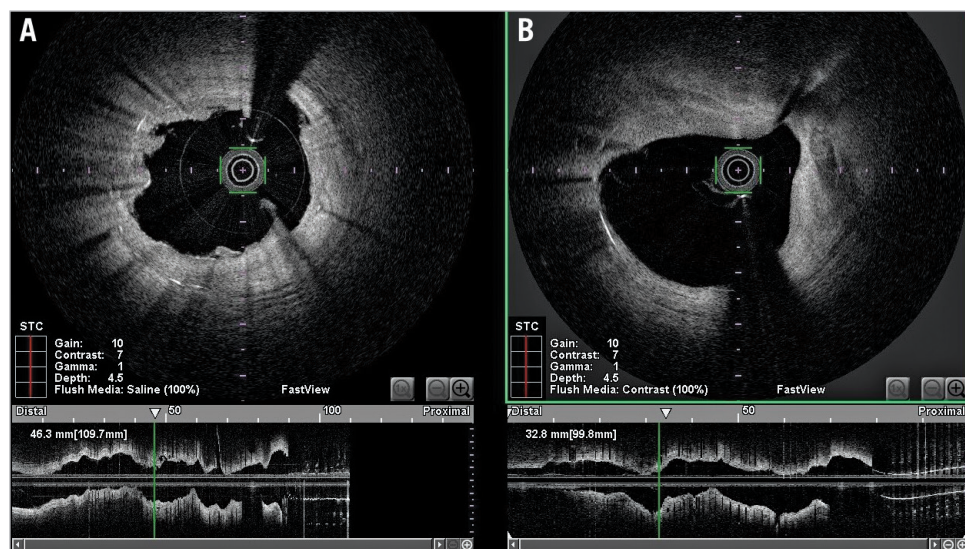 A
STC
Gain: 10
Contrast: 7
Gamma: 1
Depth: 4.5
Flush Media: Saline (100%)
FastView
Distal
50
100
Proximal
46.3 mm[109.7mm]
B
STC
Gain: 10
Contrast: 7
Gamma: 1
Depth: 4.5
Flush Media: Contrast (100%)
FastView
Distal
50
Proximal
32.8 mm[99.8mm]